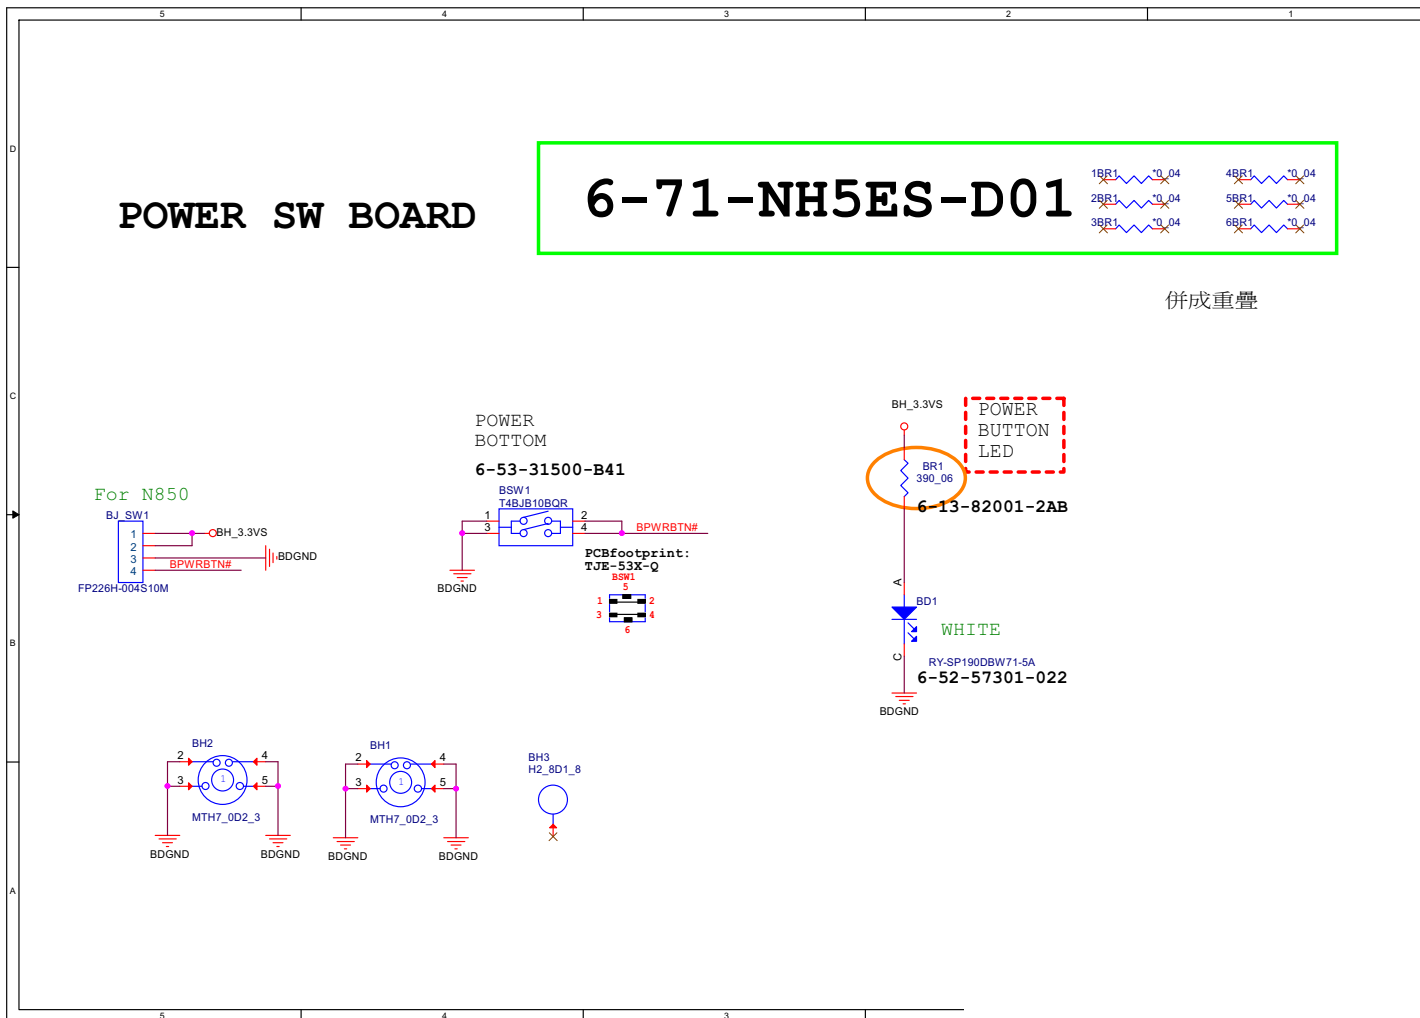 5 4 3 2 1
D
POWER SW BOARD
6-71-NH5ES-D01
1BR1 *0_04 4BR1 *0_04
2BR1 *0_04 5BR1 *0_04
3BR1 *0_04 6BR1 *0_04
併成重疊
C
For N850
BJ_SW1
1
2
3
4
BH_3.3VS
BDGND
BPWRBTN#
FP226H-004S10M
POWER
BOTTOM
6-53-31500-B41
BSW1
T4BJB10BQR
1 2
3 4
BPWRBTN#
BDGND
PCBfootprint:
TJE-53X-Q
BSW1
5
1 2
3 4
6
BH_3.3VS
POWER
BUTTON
LED
BR1
390_06
6-13-82001-2AB
A
BD1
WHITE
C
RY-SP190DBW71-5A
6-52-57301-022
BDGND
B
BH2
2 4
3 1 5
MTH7_0D2_3
BDGND BDGND
BH1
2 4
3 1 5
MTH7_0D2_3
BDGND BDGND
BH3
H2_8D1_8
A
5 4 3